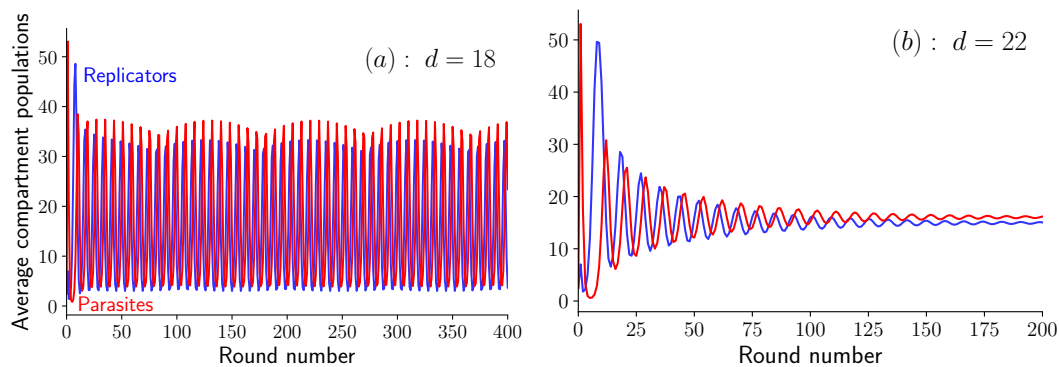 Average compartment populations
50
40
30
20
10
0
(a) : d = 18
Replicators
Parasites
0 50 100 150 200 250 300 350 400
Round number
50
40
30
20
10
0
(b) : d = 22
0 25 50 75 100 125 150 175 200
Round number